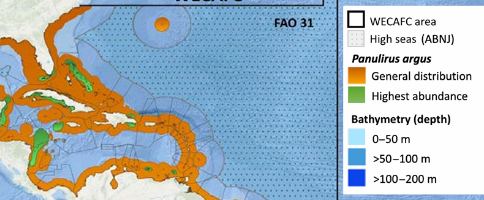 WECAFC
FAO 31
WECAFC area
High seas (ABNJ)
Panulirus argus
General distribution
Highest abundance
Bathymetry (depth)
0–50 m
>50–100 m
>100–200 m